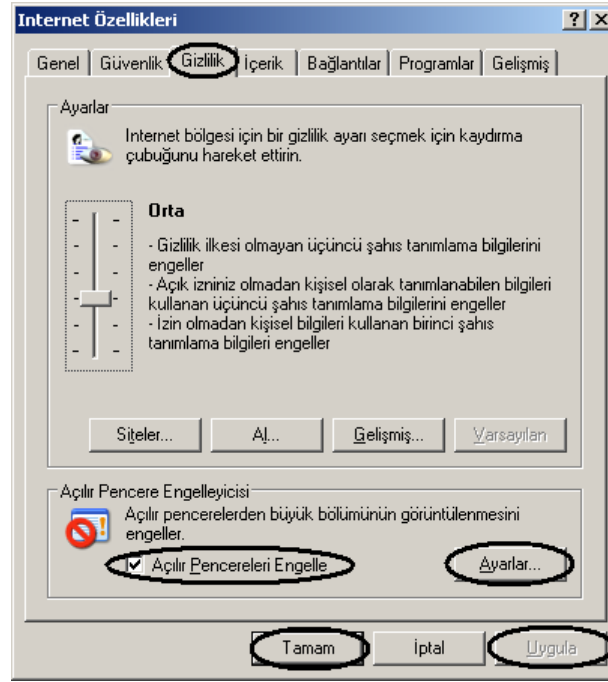 Internet Özellikleri
Genel Güvenlik Gizlilik İçerik Bağlantılar Programlar Gelişmiş
Ayarlar
Internet bölgesi için bir gizlilik ayarı seçmek için kaydırma
çubuğunu hareket ettirin.
Orta
- Gizlilik ilkesi olmayan üçüncü şahıs tanımlama bilgilerini
engeller
- Açık izniniz olmadan kişisel olarak tanımlanabilen bilgileri
kullanan üçüncü şahıs tanımlama bilgilerini engeller
- İzin olmadan kişisel bilgileri kullanan birinci şahıs
tanımlama bilgileri engeller
Siteler... Al... Gelişmiş... Varsayılan
Açılır Pencere Engelleyicisi
Açılır pencerelerden büyük bölümünün görüntülenmesini
engeller.
Açılır Pencereleri Engelle Ayarlar...
Tamam İptal Uygula